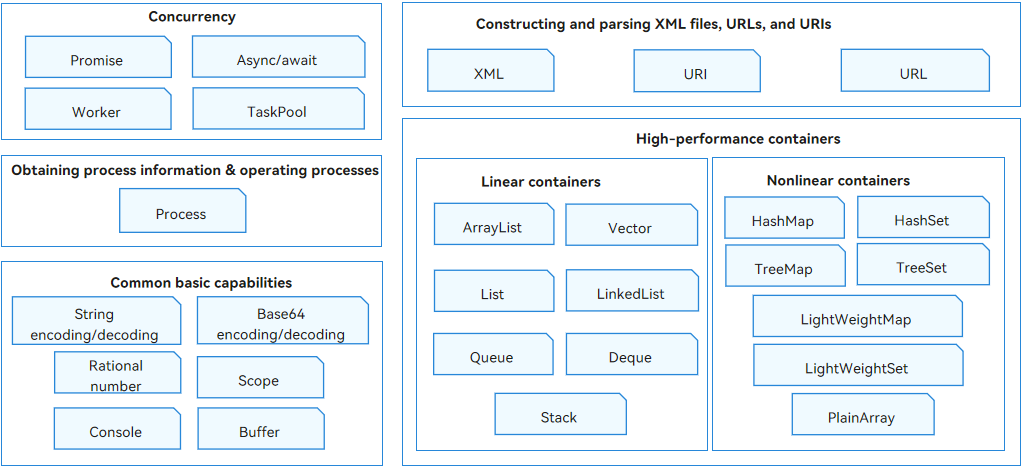 Concurrency
Promise
Async/await
Worker
TaskPool
Obtaining process information & operating processes
Process
Common basic capabilities
String
encoding/decoding
Base64
encoding/decoding
Rational
number
Scope
Console
Buffer
Constructing and parsing XML files, URLs, and URIs
XML
URI
URL
High-performance containers
Linear containers
ArrayList
Vector
List
LinkedList
Queue
Deque
Stack
Nonlinear containers
HashMap
HashSet
TreeMap
TreeSet
LightWeightMap
LightWeightSet
PlainArray